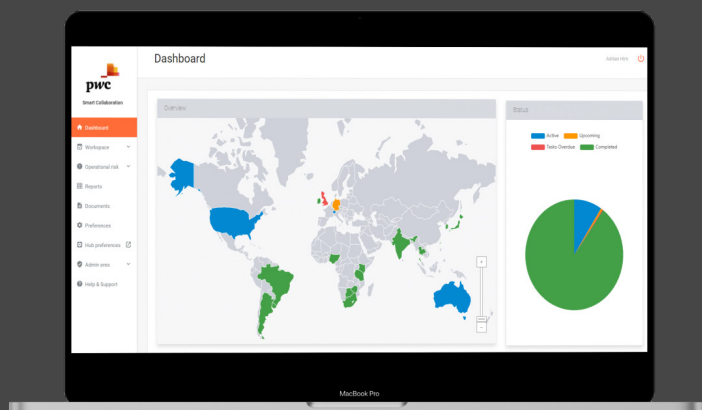 pwc
Smart Collaboration
Dashboard
Workspace
Operational risk
Reports
Documents
Preferences
Hub preferences
Admin area
Help & Support
Dashboard
Overview
Status
Active
Upcoming
Tasks Overdue
Completed
MacBook Pro